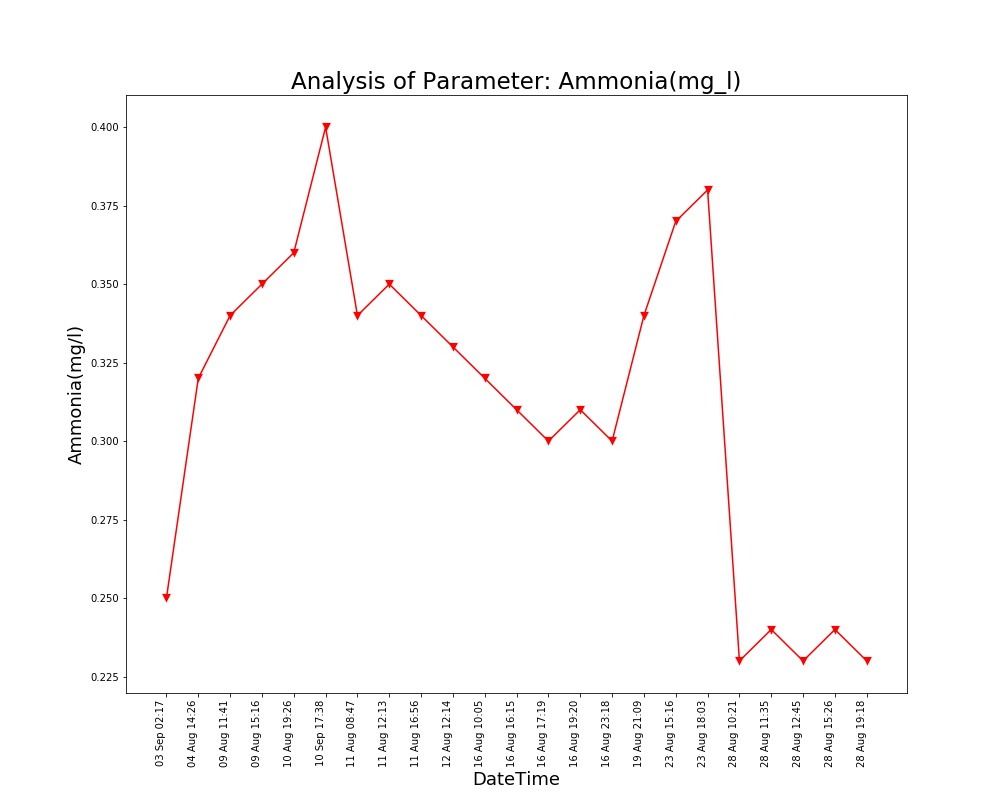 Analysis of Parameter: Ammonia(mg_l)
Ammonia(mg/l)
0.400
0.375
0.350
0.325
0.300
0.275
0.250
0.225
03 Sep 02:17
04 Aug 14:26
09 Aug 11:41
09 Aug 15:16
10 Aug 19:26
10 Sep 17:38
11 Aug 08:47
11 Aug 12:13
11 Aug 16:56
12 Aug 12:14
16 Aug 10:05
16 Aug 16:15
16 Aug 17:19
16 Aug 19:20
16 Aug 23:18
19 Aug 21:09
23 Aug 15:16
23 Aug 18:03
28 Aug 10:21
28 Aug 11:35
28 Aug 12:45
28 Aug 15:26
28 Aug 19:18
DateTime